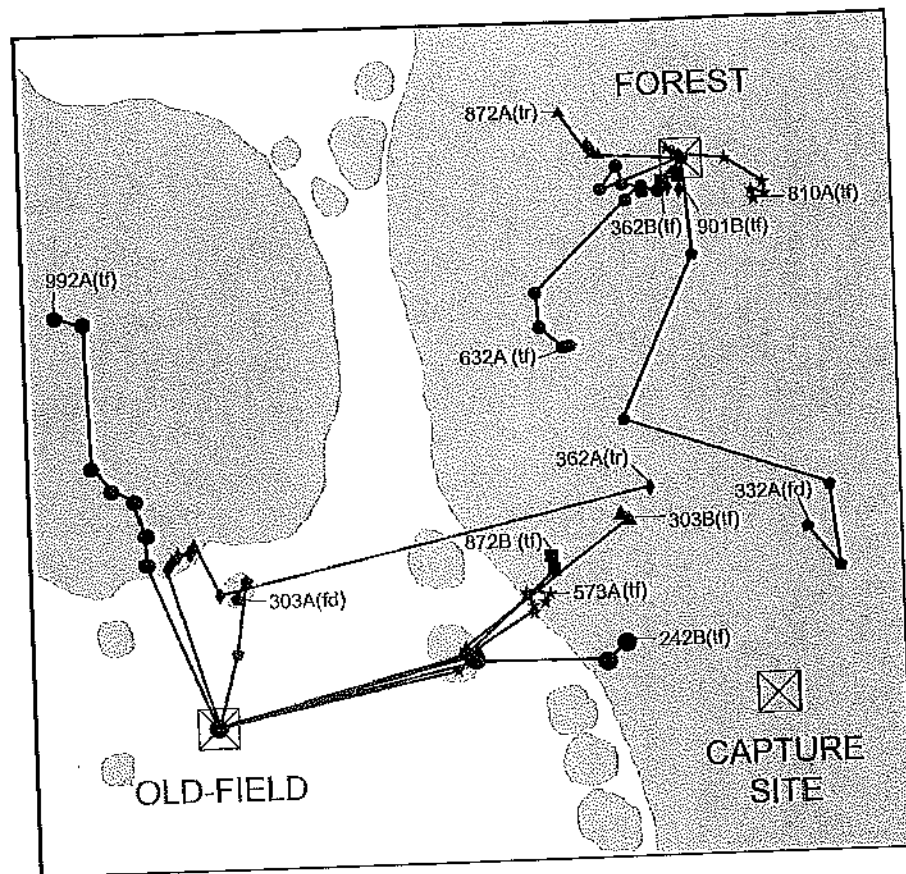 FOREST
872A(tr)
810A(tf)
362B(tf)
901B(tf)
992A(tf)
632A (tf)
362A(tr)
332A(fd)
303B(tf)
872B (tf)
573A(tf)
303A(fd)
242B(tf)
OLD-FIELD
CAPTURE
SITE